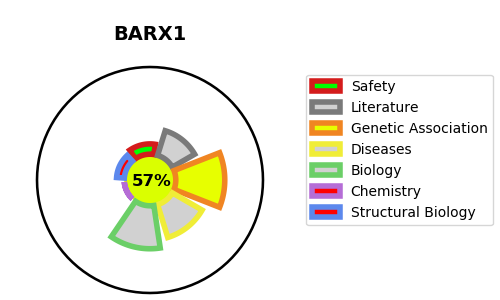 BARX1
57%
Safety
Literature
Genetic Association
Diseases
Biology
Chemistry
Structural Biology